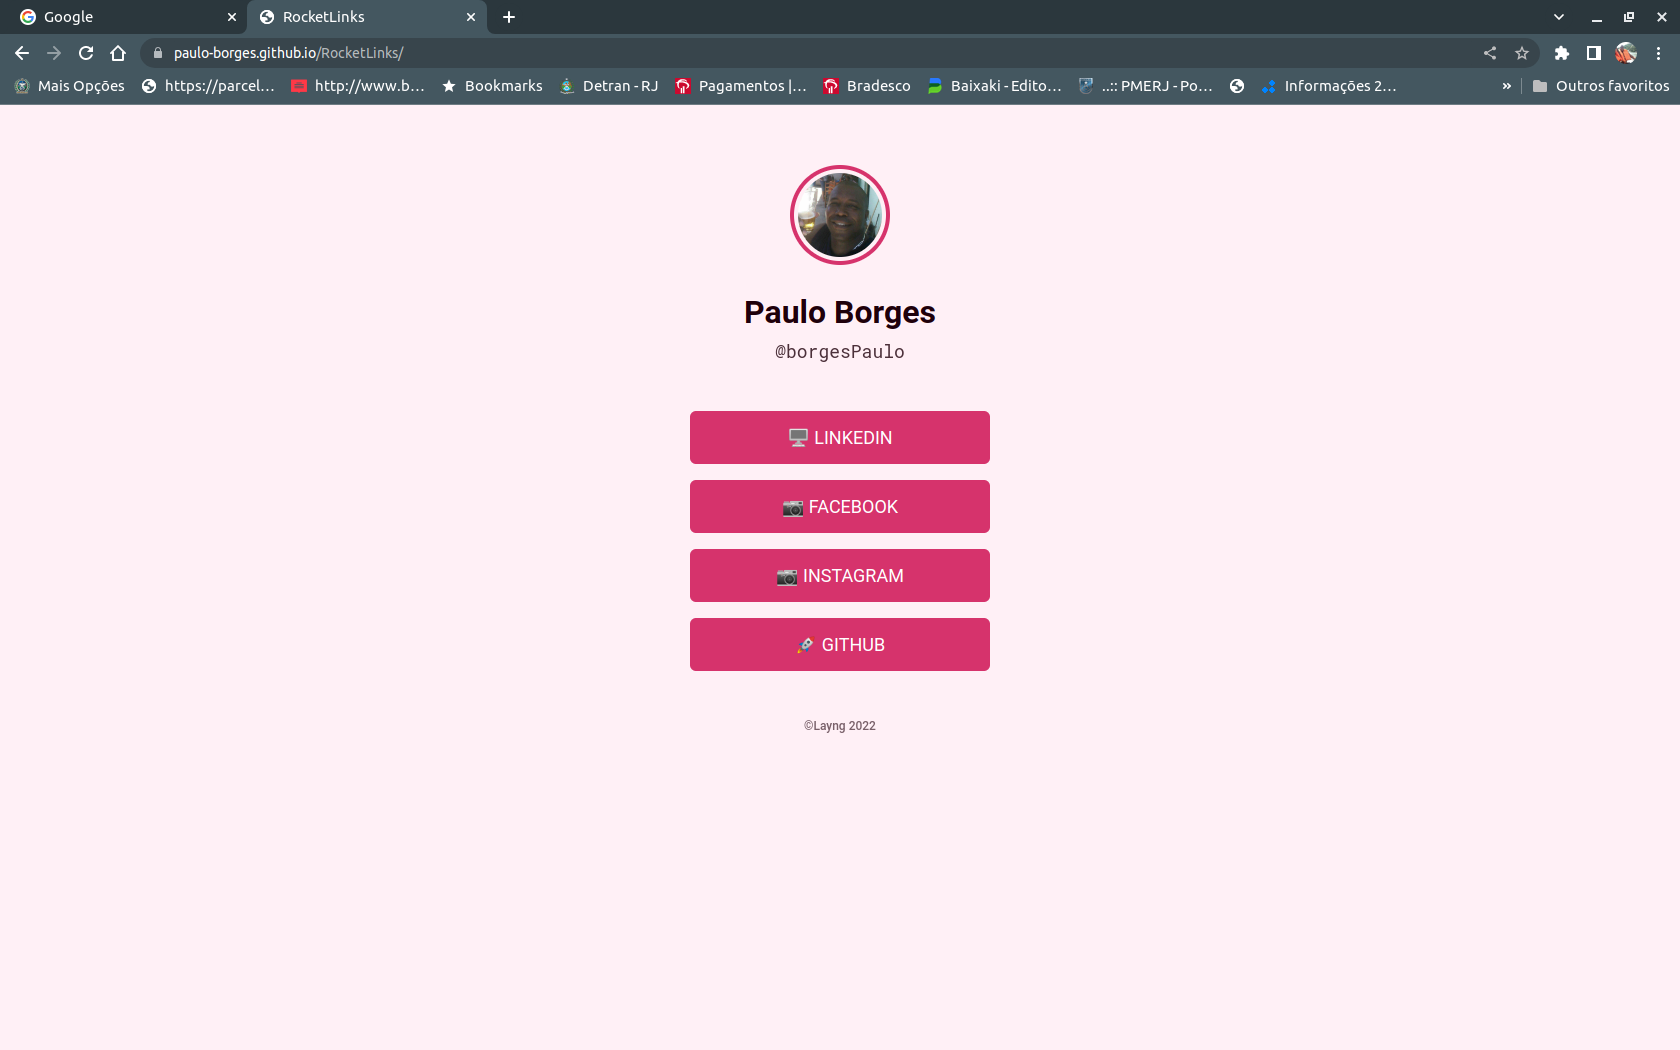 Google
RocketLinks
paulo-borges.github.io/RocketLinks/
Mais Opções
https://parcel...
http://www.b...
Bookmarks
Detran - RJ
Pagamentos |...
Bradesco
Baixaki - Edito...
..:: PMERJ - Po...
Informações 2...
»
Outros favoritos
Paulo Borges
@borgesPaulo
LINKEDIN
FACEBOOK
INSTAGRAM
GITHUB
©Layng 2022